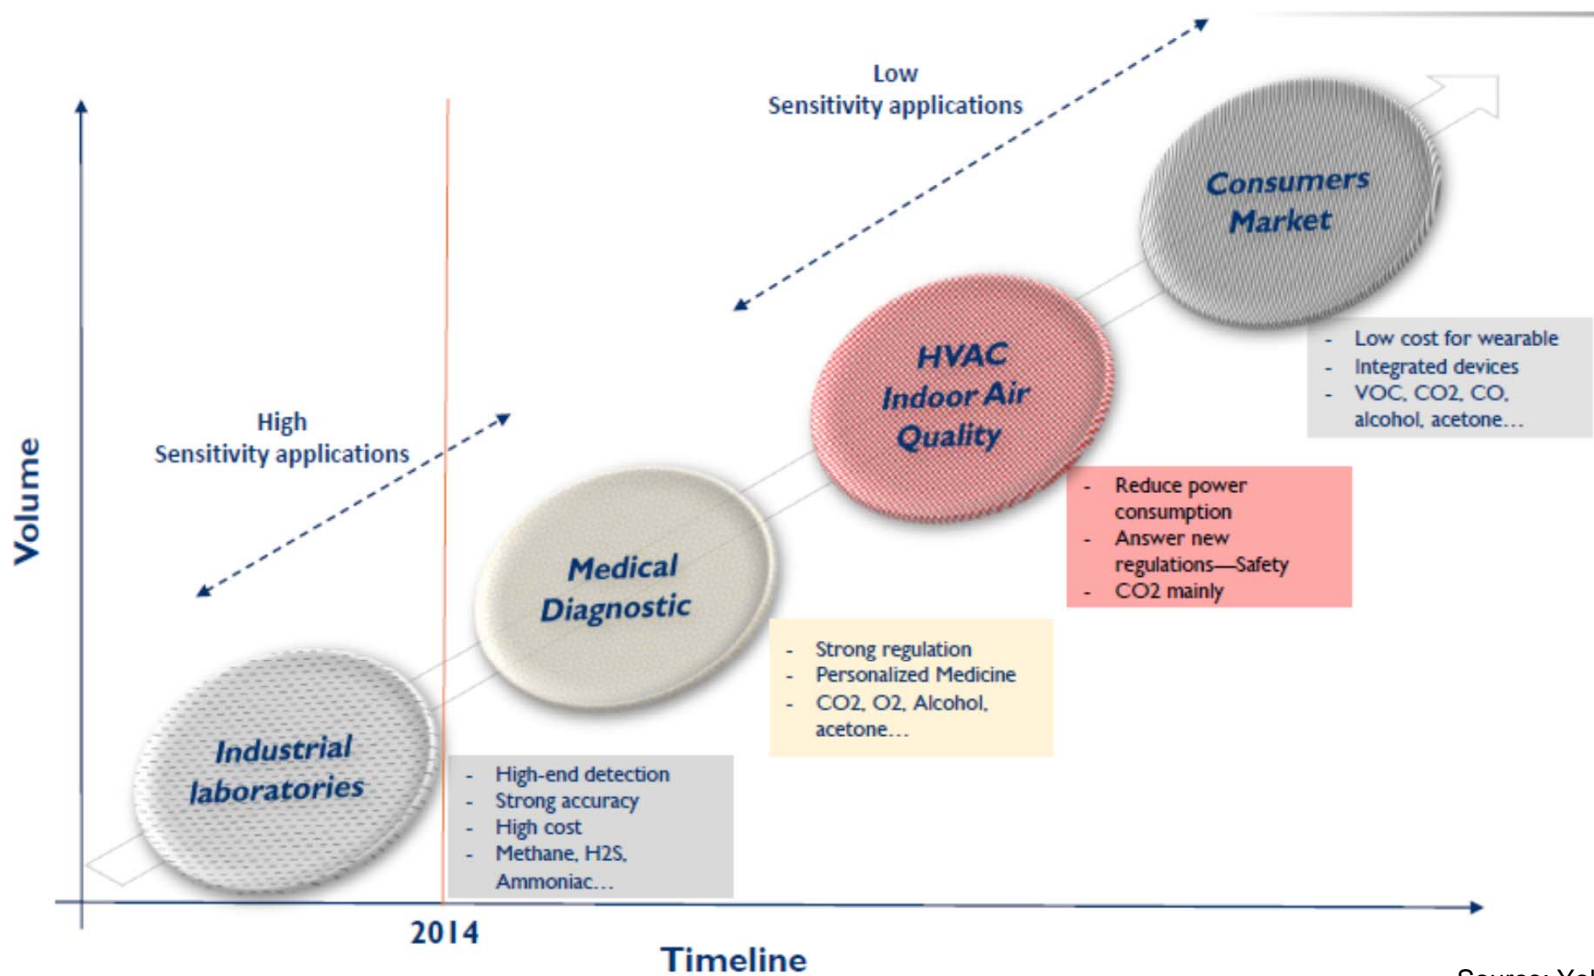 Low
Sensitivity applications
Consumers
Market
- Low cost for wearable
- Integrated devices
- VOC, CO2, CO,
alcohol, acetone...
HVAC
Indoor Air
Quality
- Reduce power
consumption
- Answer new
regulations—Safety
- CO2 mainly
High
Sensitivity applications
Medical
Diagnostic
- Strong regulation
- Personalized Medicine
- CO2, O2, Alcohol,
acetone...
Industrial
laboratories
- High-end detection
- Strong accuracy
- High cost
- Methane, H2S,
Ammoniac...
Volume
2014
Timeline